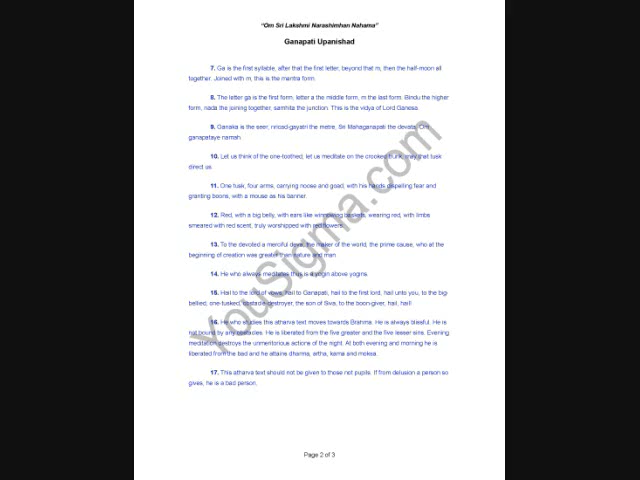 “Om Sri Lakshmi Narashimhan Nahama”
Ganapati Upanishad
7. Ga is the first syllable, after that the first letter, beyond that m, then the half-moon all
together. Joined with m, this is the mantra form.
8. The letter ga is the first form, letter a the middle form, m the last form. Bindu the higher
form, nada the joining together, samhita the junction. This is the vidya of Lord Ganesa.
9. Ganaka is the seer, nricad-gayatri the metre, Sri Mahaganapati the devata. Om
ganapataye namah.
10. Let us think of the one-toothed, let us meditate on the crooked trunk, may that tusk
direct us.
11. One tusk, four arms, carrying noose and goad, with his hands dispelling fear and
granting boons, with a mouse as his banner.
12. Red, with a big belly, with ears like winnowing baskets, wearing red, with limbs
smeared with red scent, truly worshipped with red flowers.
13. To the devoted a merciful deva, the maker of the world, the prime cause, who at the
beginning of creation was greater than nature and man.
14. He who always meditates thus is a yogin above yogins.
15. Hail to the lord of vows, hail to Ganapati, hail to the first lord, hail unto you, to the big-
bellied, one-tusked, obstacle-destroyer, the son of Siva, to the boon-giver, hail, hail!
16. He who studies this atharva text moves towards Brahma. He is always blissful. He is
not bound by any obstacles. He is liberated from the five greater and the five lesser sins. Evening
meditation destroys the unmeritorious actions of the night. At both evening and morning he is
liberated from the bad and he attains dharma, artha, kama and moksa.
17. This atharva text should not be given to those not pupils. If from delusion a person so
gives, he is a bad person.
YouSigma.com
Page 2 of 3